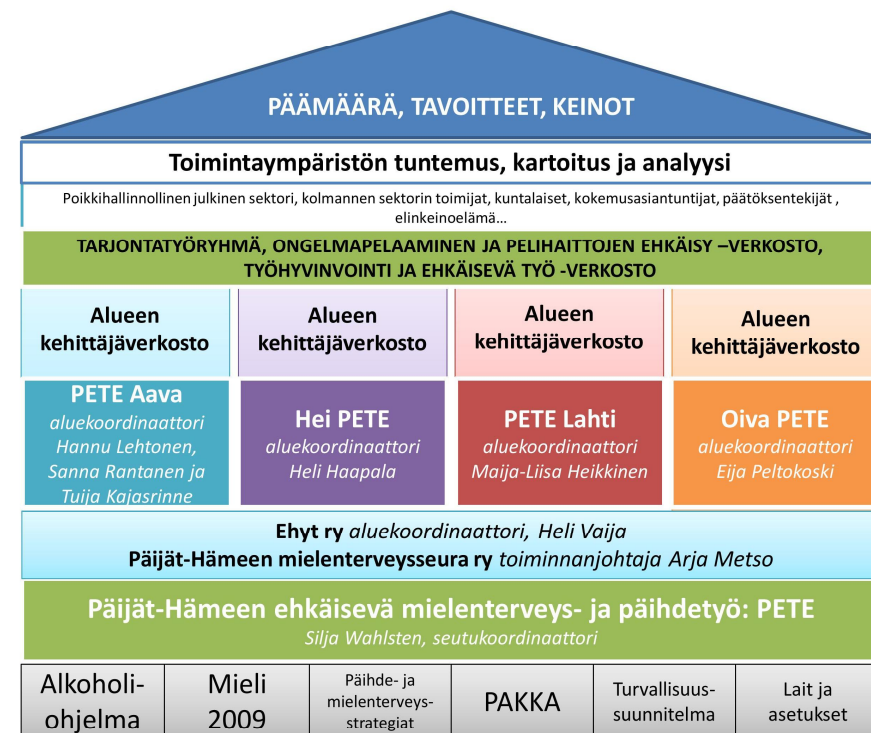 PÄÄMÄÄRÄ, TAVOITTEET, KEINOT
Toimintaympäristön tuntemus, kartoitus ja analyysi
Poikkihallinnollinen julkinen sektori, kolmannen sektorin toimijat, kuntalaiset, kokemusasiantuntijat, päätöksentekijät ,
elinkeinoelämä...
TARJONTATYÖRYHMÄ, ONGELMAPELAAMINEN JA PELIHAITTOJEN EHKÄISY –VERKOSTO,
TYÖHYVINVOINTI JA EHKÄISEVÄ TYÖ -VERKOSTO
Alueen
kehittäjäverkosto
Alueen
kehittäjäverkosto
Alueen
kehittäjäverkosto
Alueen
kehittäjäverkosto
PETE Aava
aluekoordinaattori
Hannu Lehtonen,
Sanna Rantanen ja
Tuija Kajasrinne
Hei PETE
aluekoordinaattori
Heli Haapala
PETE Lahti
aluekoordinaattori
Maija-Liisa Heikkinen
Oiva PETE
aluekoordinaattori
Eija Peltokoski
Ehyt ry aluekoordinaattori, Heli Vaija
Päijät-Hämeen mielenterveysseura ry toiminnanjohtaja Arja Metso
Päijät-Hämeen ehkäisevä mielenterveys- ja päihdetyö: PETE
Silja Wahlsten, seutukoordinaattori
Alkoholi-
ohjelma
Mieli
2009
Päihde- ja
mielenterveys-
strategiat
PAKKA
Turvallisuus-
suunnitelma
Lait ja
asetukset